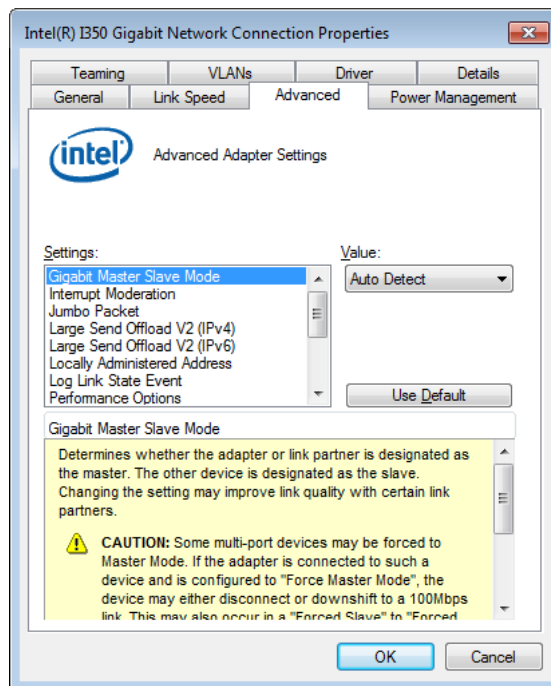 Intel(R) I350 Gigabit Network Connection Properties
Teaming VLANs Driver Details
General Link Speed Advanced Power Management
intel Advanced Adapter Settings
Settings: Value:
Gigabit Master Slave Mode Auto Detect
Interrupt Moderation
Jumbo Packet
Large Send Offload V2 (IPv4)
Large Send Offload V2 (IPv6)
Locally Administered Address
Log Link State Event
Performance Options Use Default
Gigabit Master Slave Mode
Determines whether the adapter or link partner is designated as
the master. The other device is designated as the slave.
Changing the setting may improve link quality with certain link
partners.
CAUTION: Some multi-port devices may be forced to
Master Mode. If the adapter is connected to such a
device and is configured to "Force Master Mode", the
device may either disconnect or downshift to a 100Mbps
link. This may also occur in a "Forced Slave" to "Forced
OK Cancel